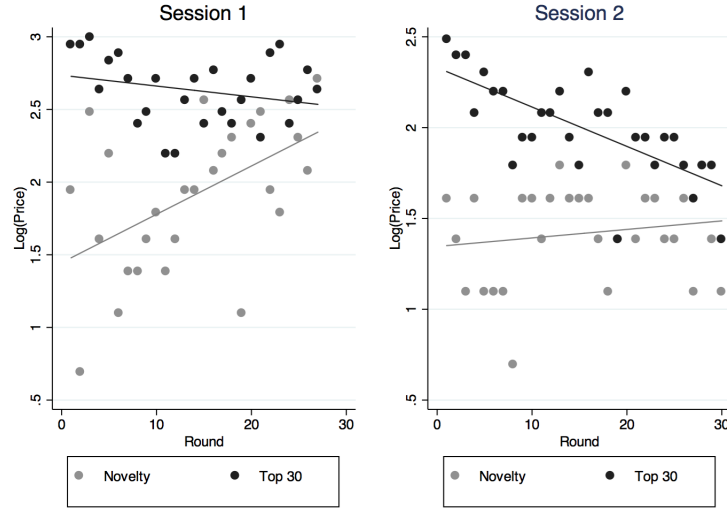 Session 1
3
2.5
2
1.5
1
.5
Log(Price)
0 10 20 30
Round
Novelty Top 30
Session 2
2.5
2
1.5
1
.5
Log(Price)
0 10 20 30
Round
Novelty Top 30